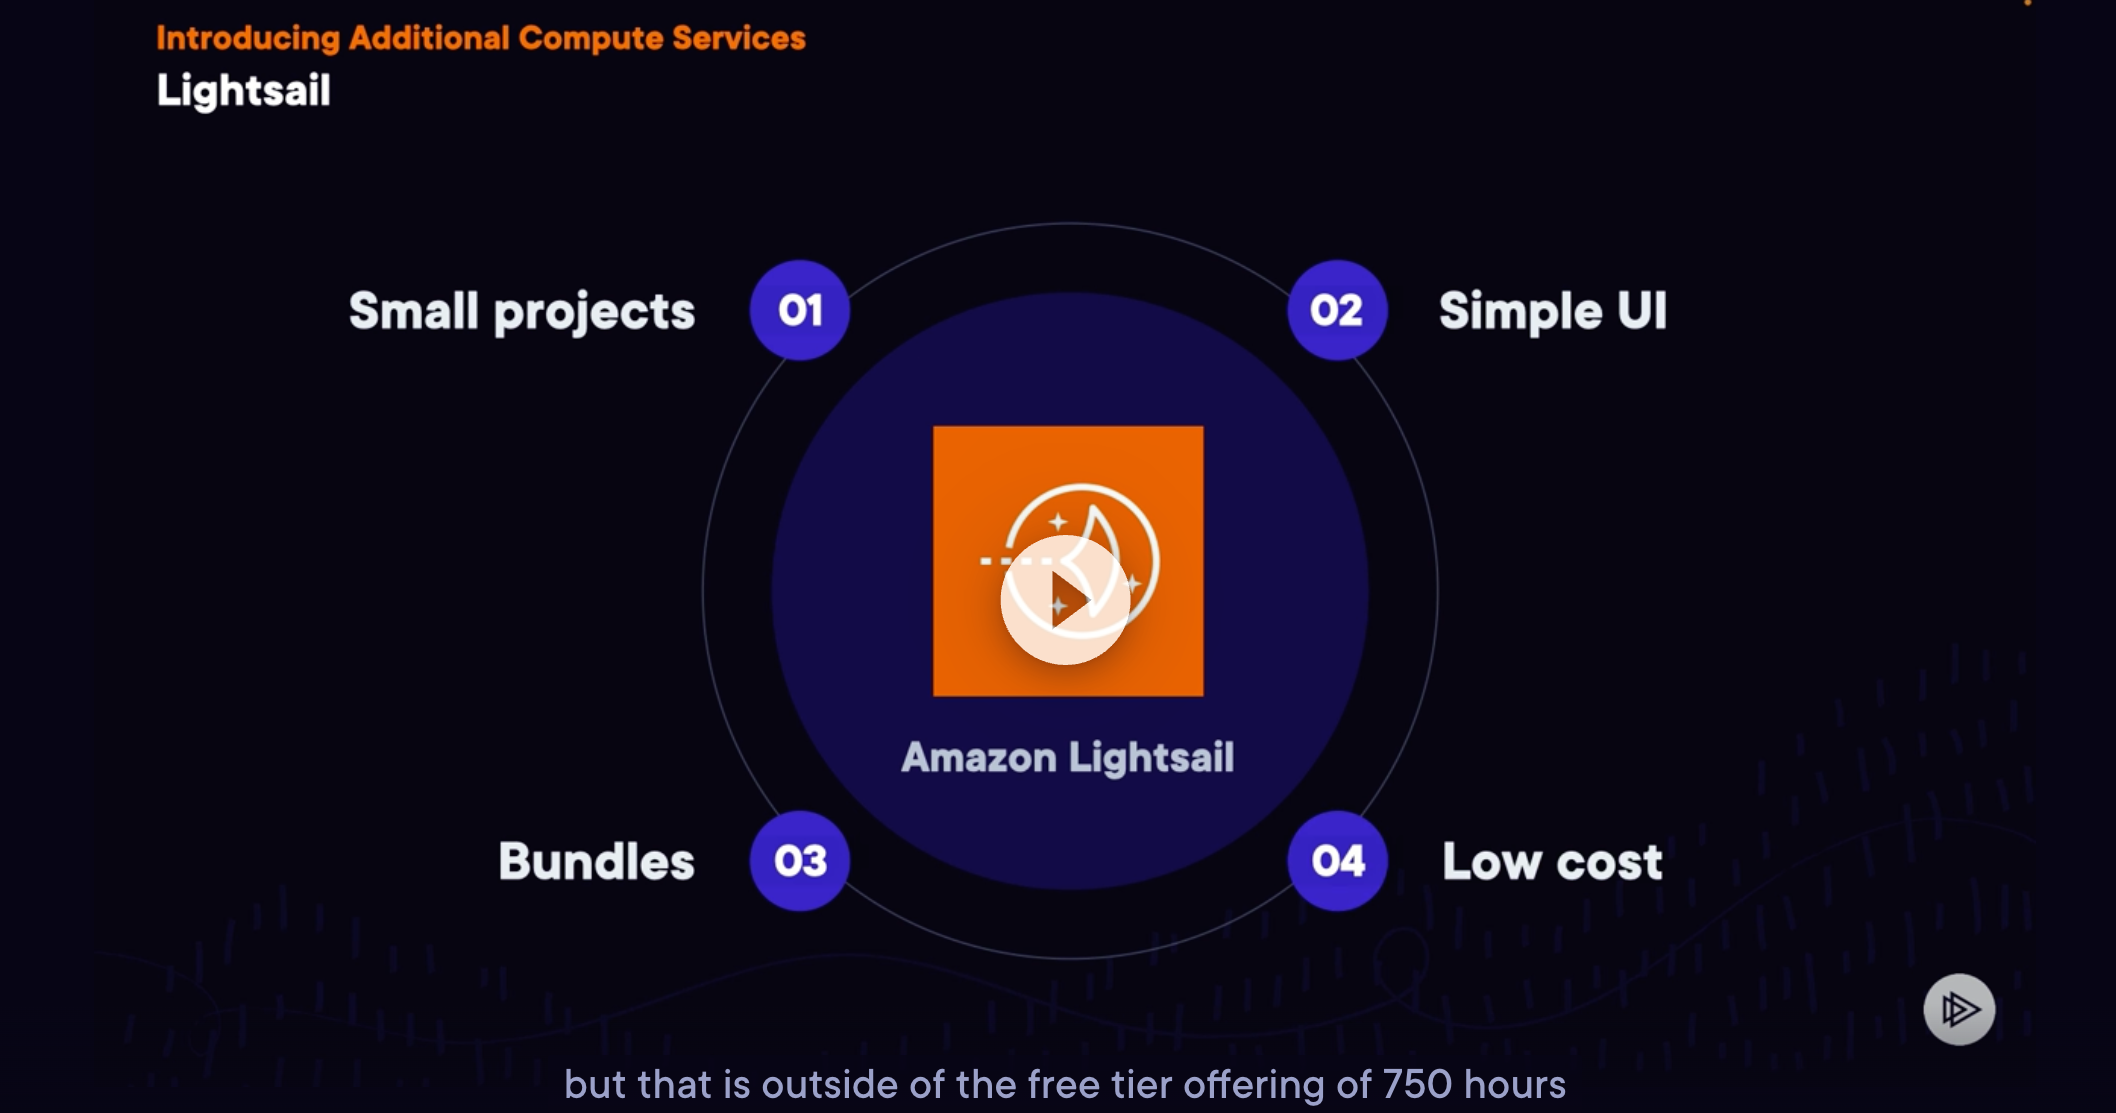 Introducing Additional Compute Services
Lightsail
Small projects
01
02
Simple UI
Amazon Lightsail
Bundles
03
04
Low cost
but that is outside of the free tier offering of 750 hours